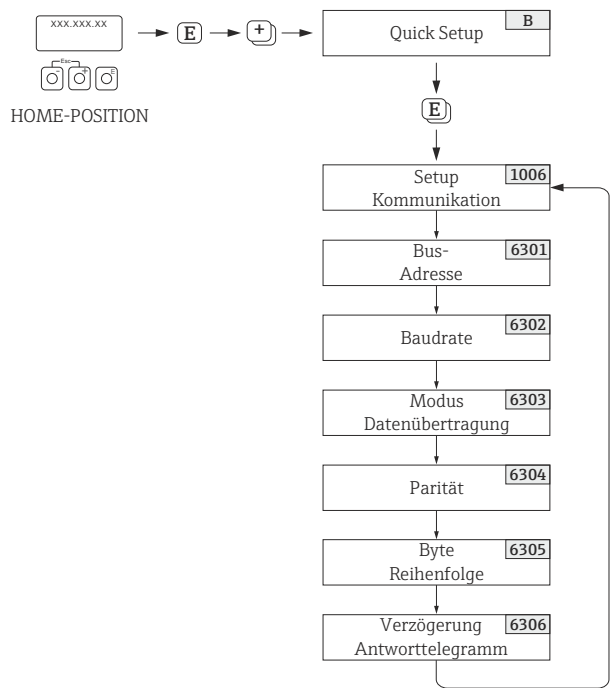 xxx.xxx.xx
E
+
Quick Setup
B
Esc
-
+
E
HOME-POSITION
E
Setup
Kommunikation
1006
Bus-
Adresse
6301
Baudrate
6302
Modus
Datenübertragung
6303
Parität
6304
Byte
Reihenfolge
6305
Verzögerung
Antworttelegramm
6306